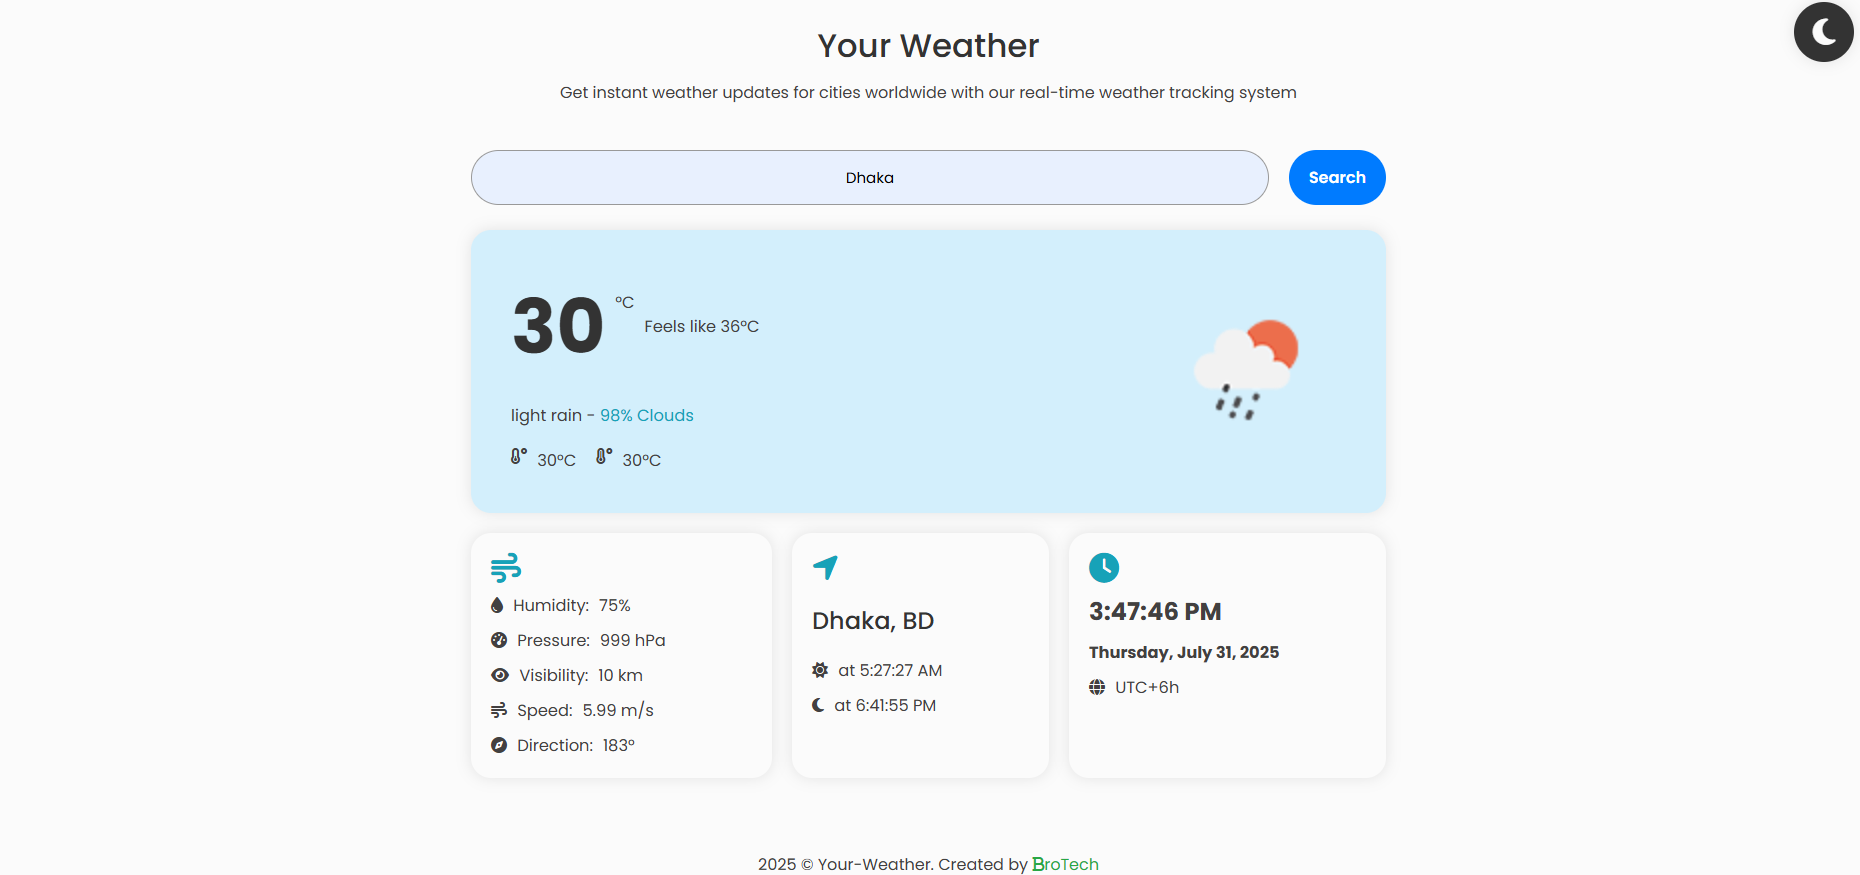 Your Weather
Get instant weather updates for cities worldwide with our real-time weather tracking system
Dhaka
Search
30 °C
Feels like 36°C
light rain - 98% Clouds
30°C 30°C
Humidity: 75%
Pressure: 999 hPa
Visibility: 10 km
Speed: 5.99 m/s
Direction: 183°
Dhaka, BD
at 5:27:27 AM
at 6:41:55 PM
3:47:46 PM
Thursday, July 31, 2025
UTC+6h
2025 © Your-Weather. Created by BroTech